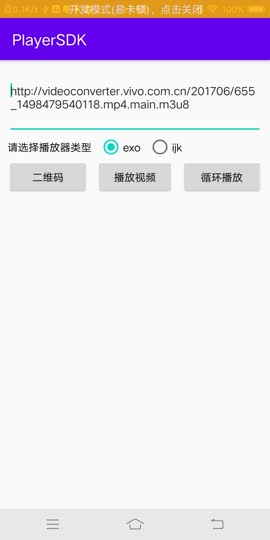 0.1K/s 开发模式(易卡顿)，点击关闭 100%
PlayerSDK
http://videoconverter.vivo.com.cn/201706/655
_1498479540118.mp4.main.m3u8
请选择播放器类型 exo ijk
二维码 播放视频 循环播放